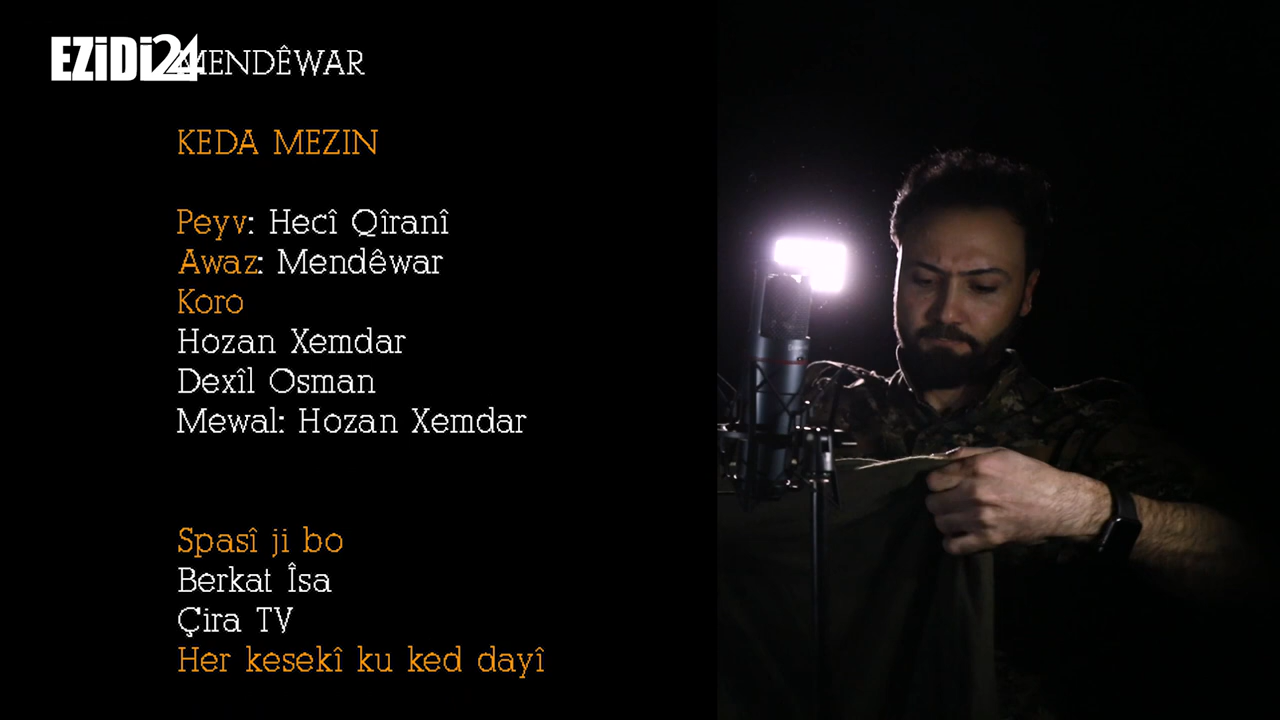 EZiDi24
MENDÊWAR
KEDA MEZIN
Peyv: Hecî Qîranî
Awaz: Mendêwar
Koro
Hozan Xemdar
Dexîl Osman
Mewal: Hozan Xemdar
Spasî ji bo
Berkat Îsa
Çira TV
Her kesekî ku ked dayî